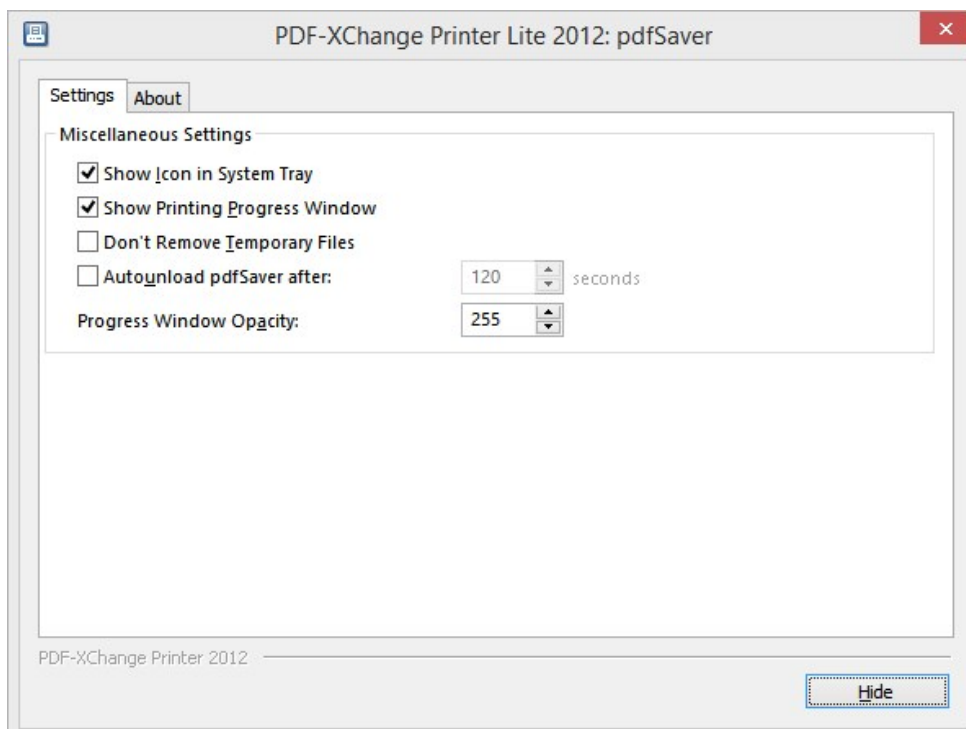 PDF-XChange Printer Lite 2012: pdfSaver
Settings About
Miscellaneous Settings
Show Icon in System Tray
Show Printing Progress Window
Don't Remove Temporary Files
Autounload pdfSaver after: 120 seconds
Progress Window Opacity: 255
PDF-XChange Printer 2012
Hide